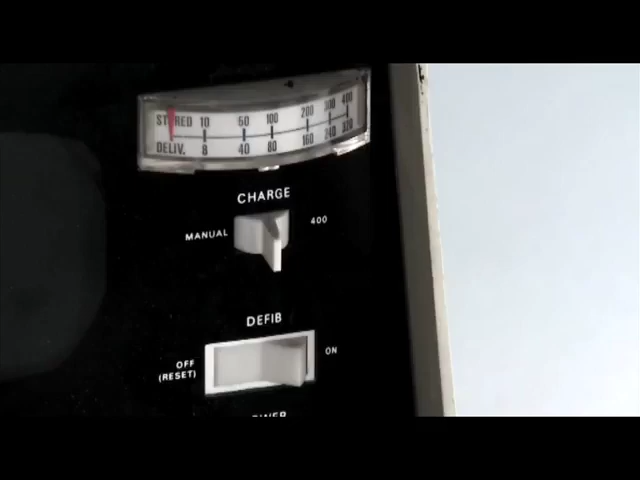 STORED 10 50 100 200 300 400
DELIV. 8 40 80 160 240 320
CHARGE
MANUAL 400
DEFIB
OFF ON
(RESET)